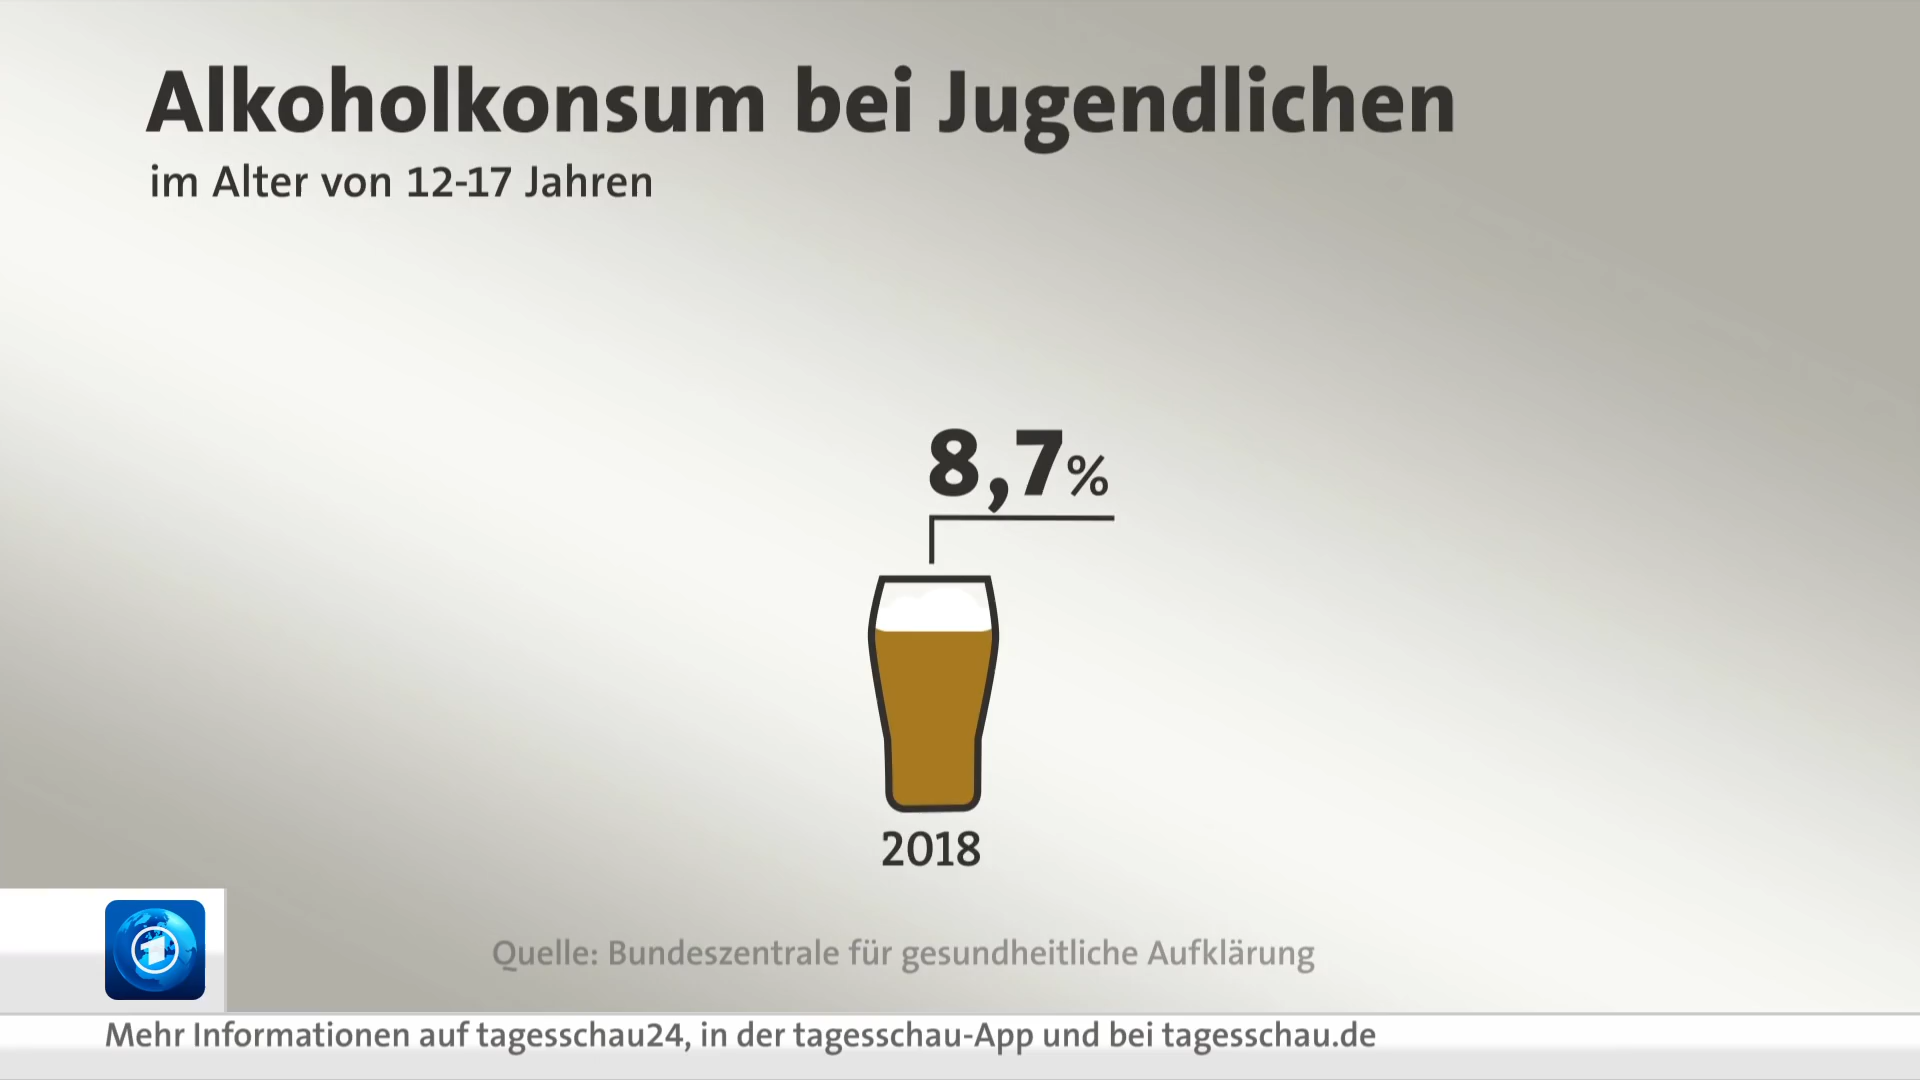 Alkoholkonsum bei Jugendlichen
im Alter von 12-17 Jahren
8,7%
2018
1
Quelle: Bundeszentrale für gesundheitliche Aufklärung
Mehr Informationen auf tagesschau24, in der tagesschau-App und bei tagesschau.de